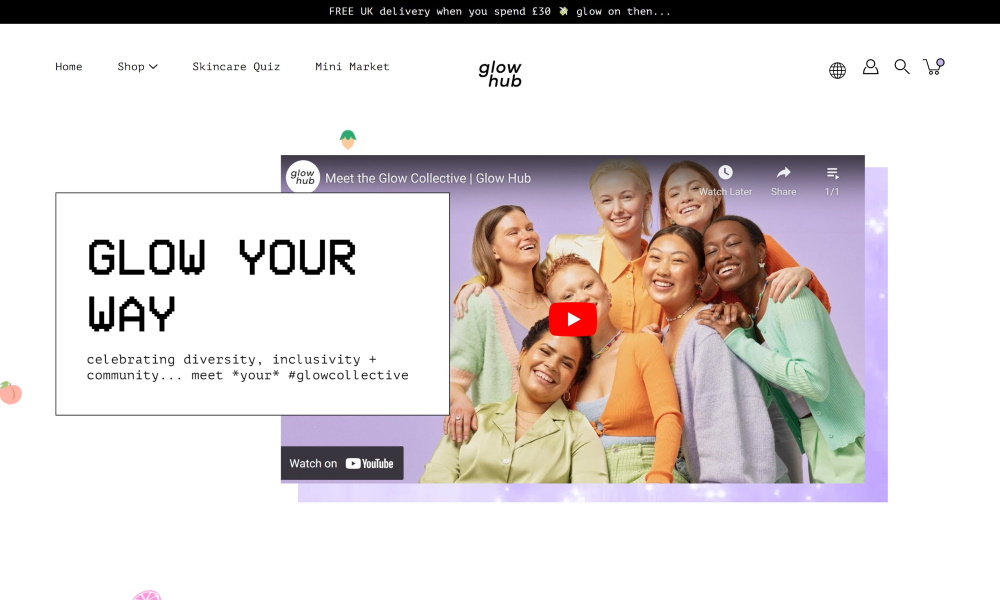 FREE UK delivery when you spend £30 💸 glow on then...
Home
Shop
Skincare Quiz
Mini Market
glow
hub
glow
hub
Meet the Glow Collective | Glow Hub
Watch Later
Share
1/1
GLOW YOUR
WAY
celebrating diversity, inclusivity +
community... meet *your* #glowcollective
Watch on YouTube